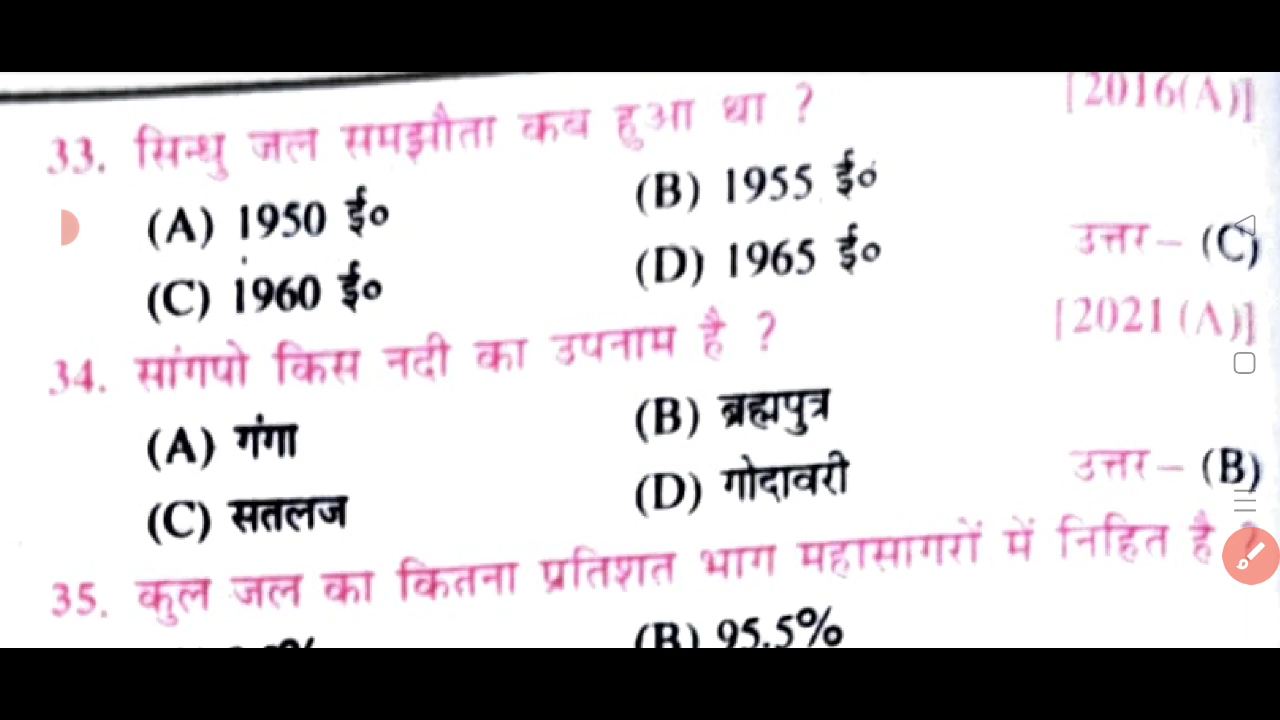 [2016(A)]
33. सिन्धु जल समझौता कब हुआ था ?
(A) 1950 ई० (B) 1955 ई०
(C) 1960 ई० (D) 1965 ई० उत्तर – (C)
[2021 (A)]
34. सांगपो किस नदी का उपनाम है ?
(A) गंगा (B) ब्रह्मपुत्र
(C) सतलज (D) गोदावरी उत्तर – (B)
35. कुल जल का कितना प्रतिशत भाग महासागरों में निहित है ?
(B) 95.5%